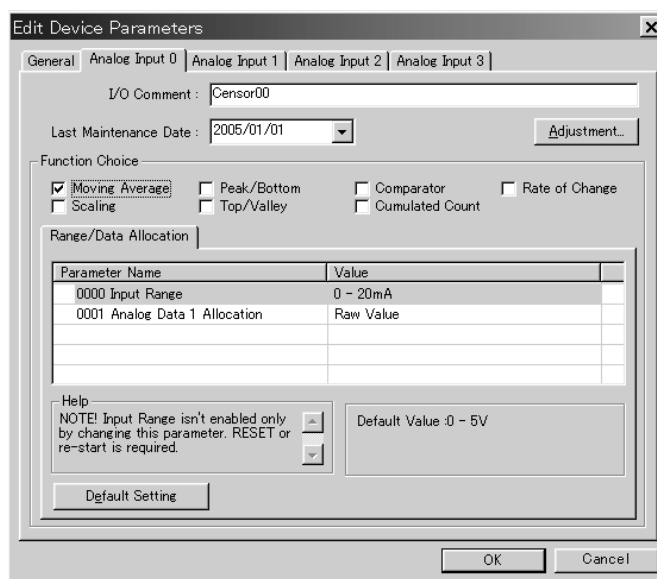 Edit Device Parameters
General Analog Input 0 Analog Input 1 Analog Input 2 Analog Input 3
I/O Comment : Censor00
Last Maintenance Date : 2005/01/01 Adjustment...
Function Choice
Moving Average Peak/Bottom Comparator Rate of Change
Scaling Top/Valley Cumulated Count
Range/Data Allocation
Parameter Name Value
0000 Input Range 0 - 20mA
0001 Analog Data 1 Allocation Raw Value
Help
NOTE! Input Range isn't enabled only
by changing this parameter. RESET or
re-start is required.
Default Value :0 - 5V
Default Setting
OK Cancel